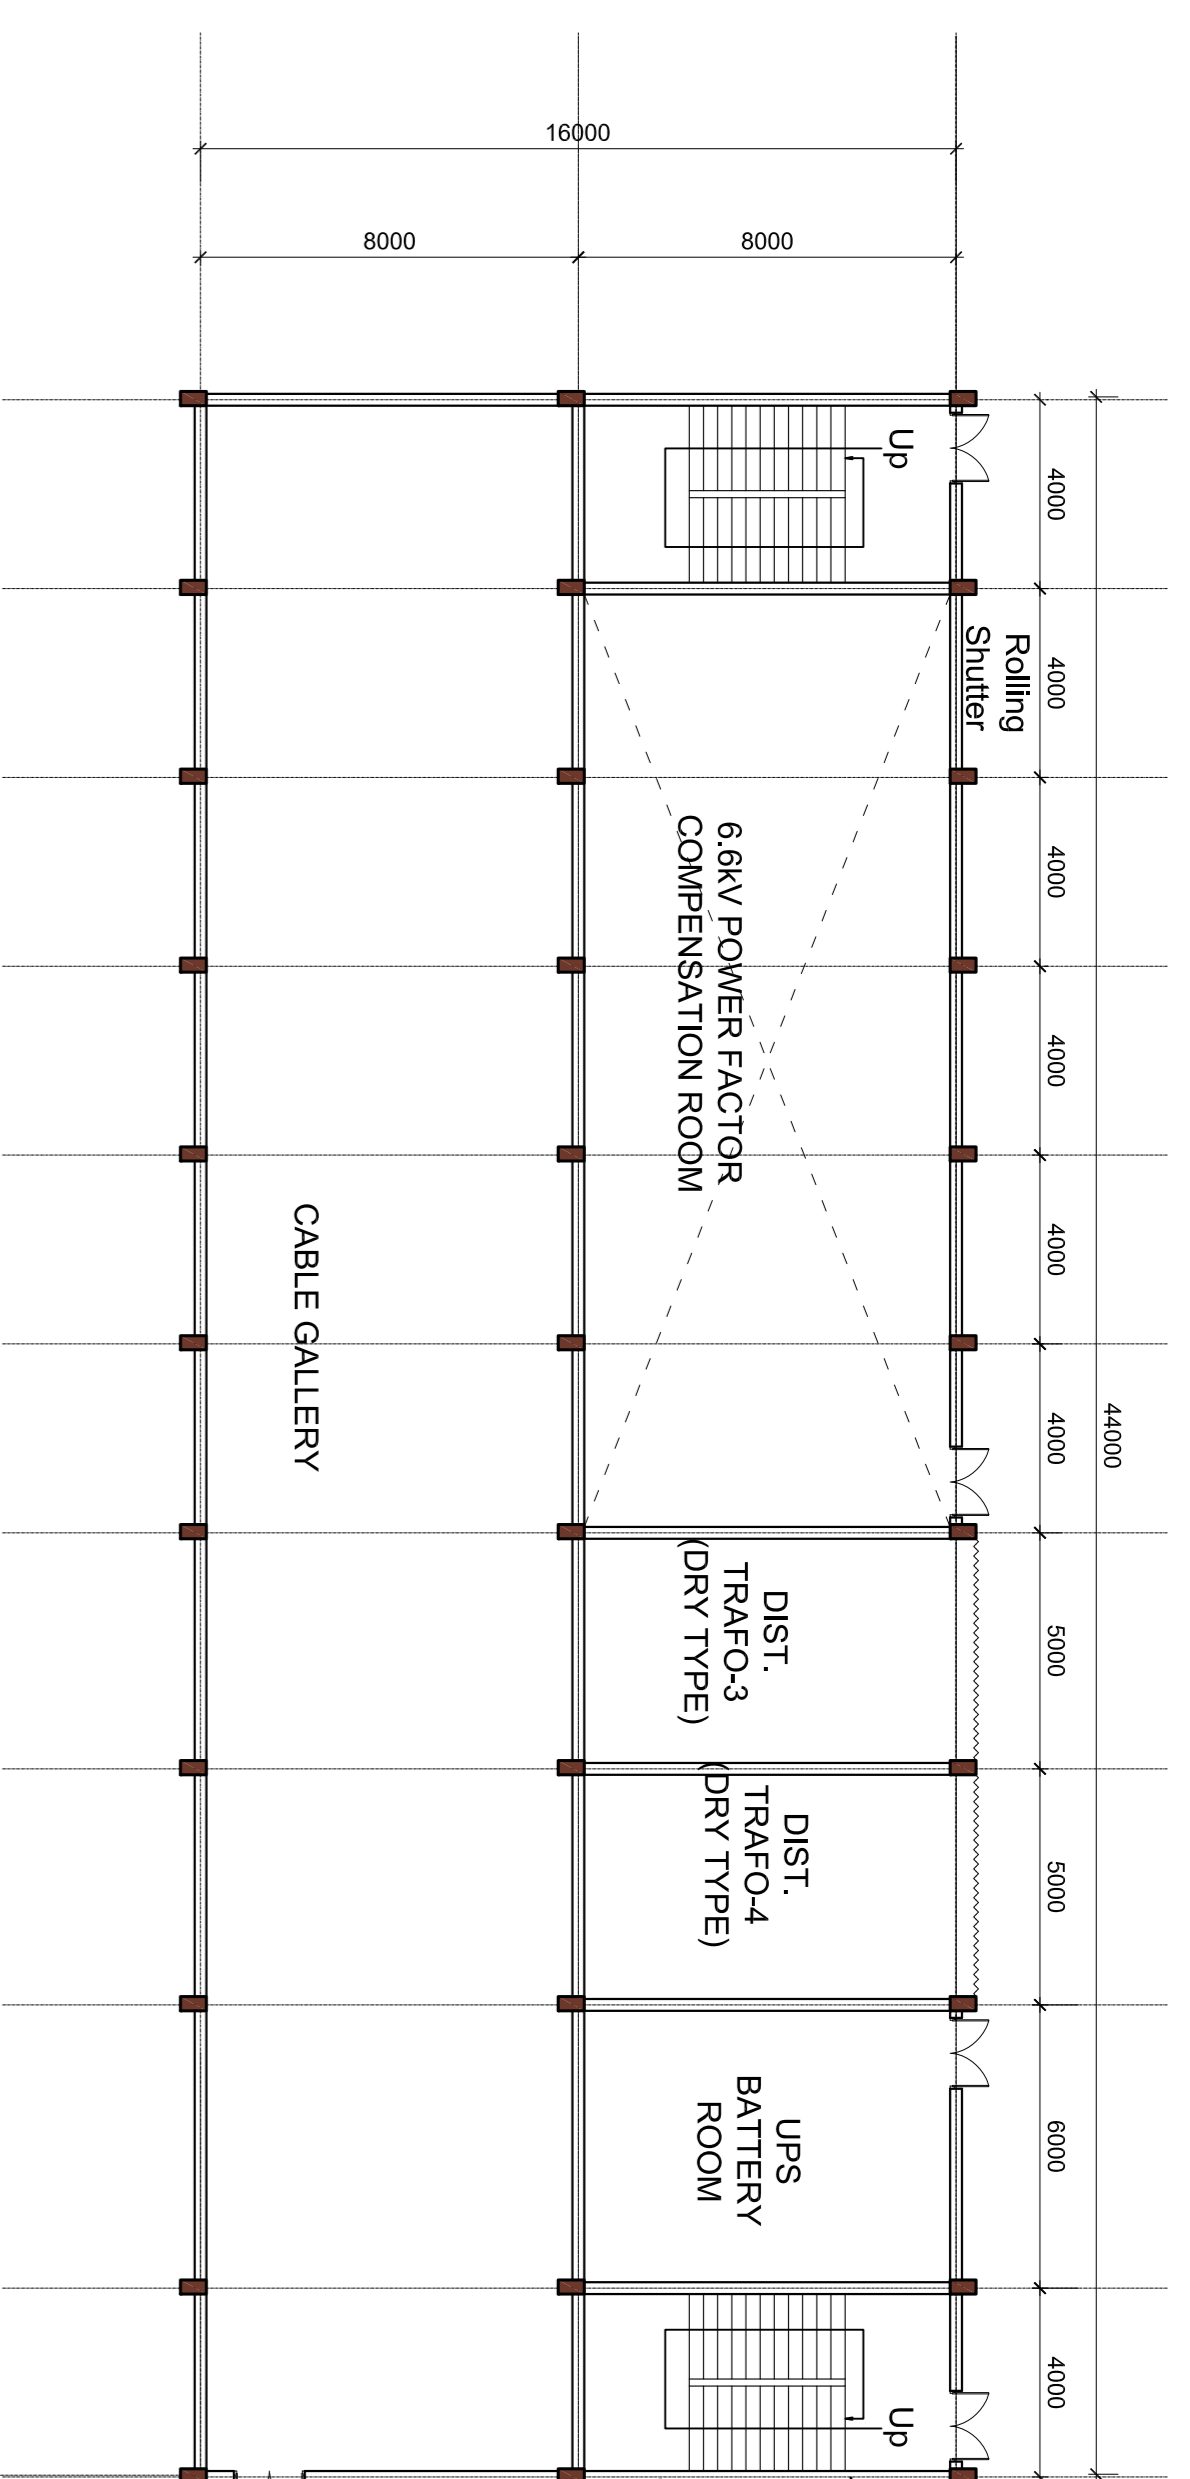 16000
8000
8000
Up
4000
Rolling
Shutter
4000
4000
6.6kV POWER FACTOR
COMPENSATION ROOM
4000
4000
CABLE GALLERY
4000
44000
DIST.
TRAFO-3
(DRY TYPE)
5000
DIST.
TRAFO-4
(DRY TYPE)
5000
UPS
BATTERY
ROOM
6000
Up
4000